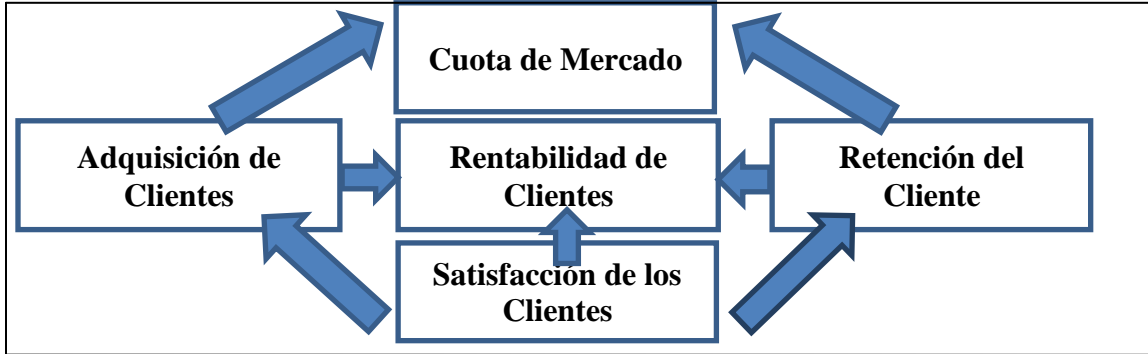 Cuota de Mercado
Adquisición de
Clientes
Rentabilidad de
Clientes
Retención del
Cliente
Satisfacción de los
Clientes